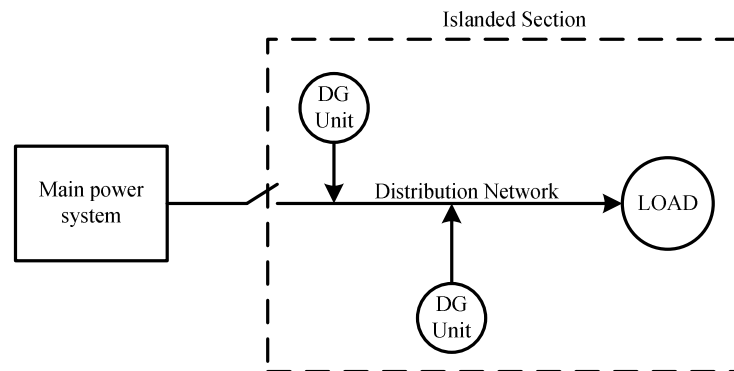 Islanded Section
DG
Unit
Main power
system
Distribution Network
LOAD
DG
Unit